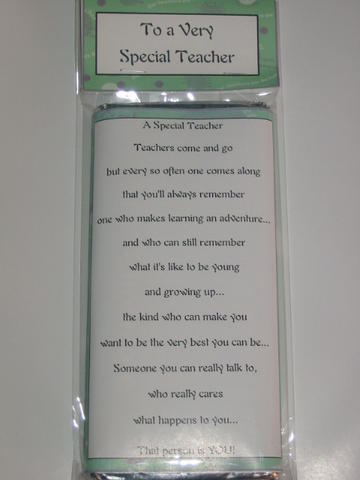 To a Very
Special Teacher
A Special Teacher
Teachers come and go
but every so often one comes along
that you'll always remember
one who makes learning an adventure...
and who can still remember
what it's like to be young
and growing up...
the kind who can make you
want to be the very best you can be...
Someone you can really talk to,
who really cares
what happens to you...
That person is YOU!